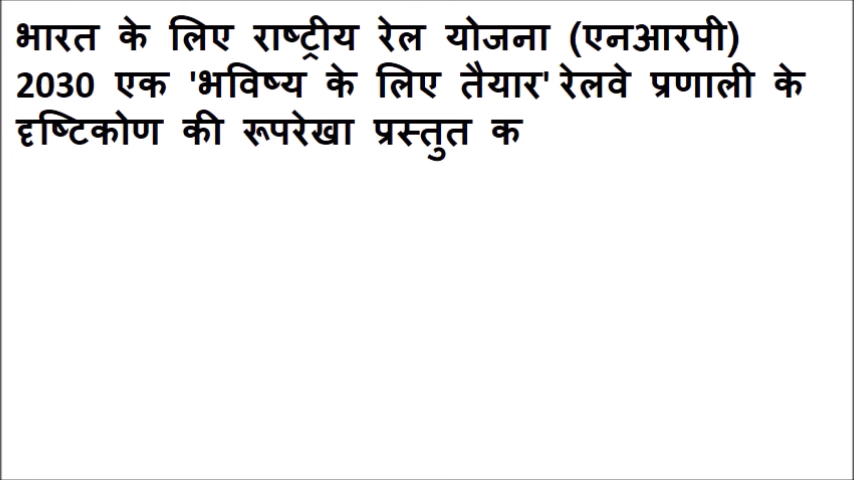 भारत के लिए राष्ट्रीय रेल योजना (एनआरपी)
2030 एक 'भविष्य के लिए तैयार' रेलवे प्रणाली के
दृष्टिकोण की रूपरेखा प्रस्तुत क